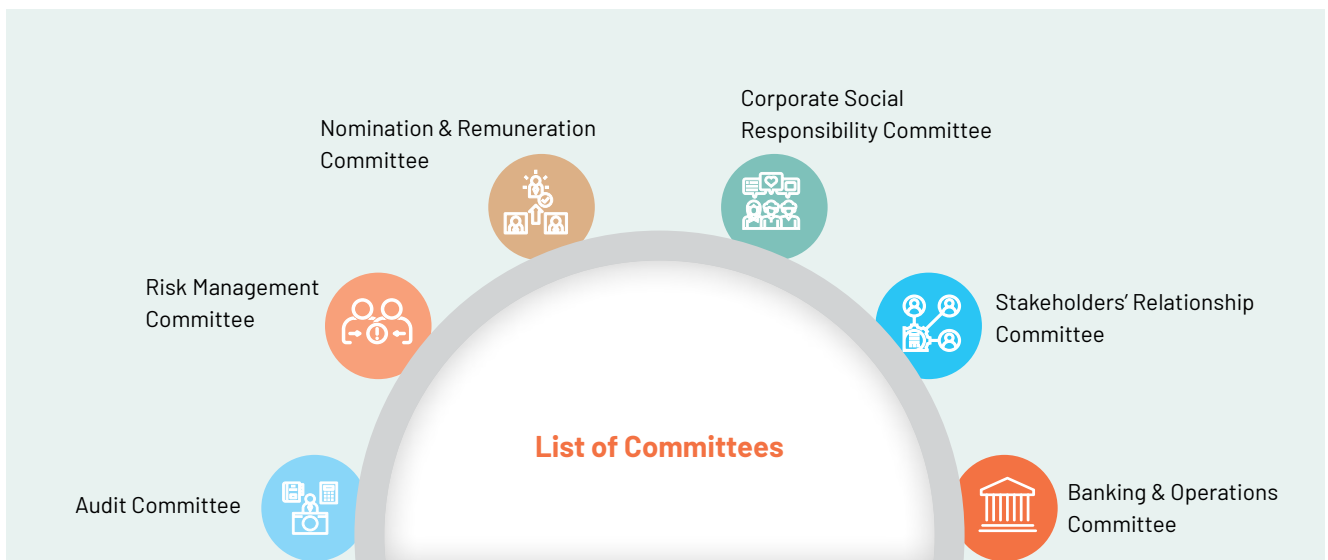 Corporate Social
Responsibility Committee
Nomination & Remuneration
Committee
Risk Management
Committee
Stakeholders’ Relationship
Committee
List of Committees
Audit Committee
Banking & Operations
Committee